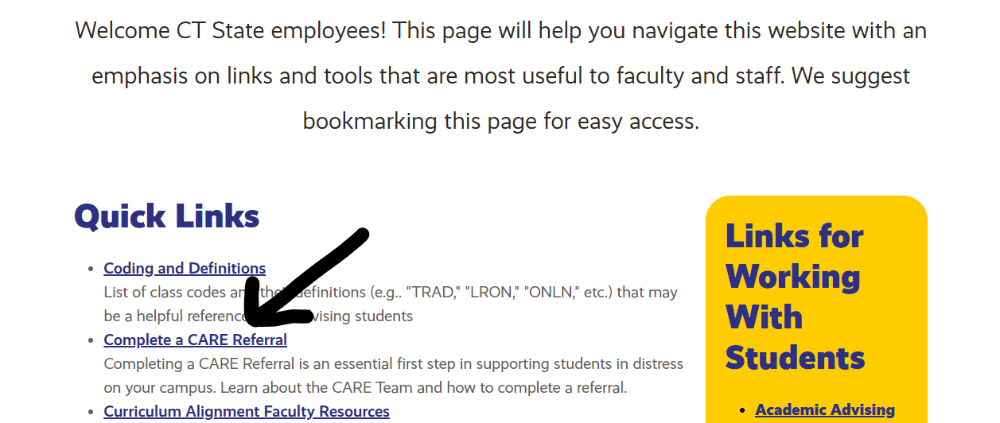 Welcome CT State employees! This page will help you navigate this website with an
emphasis on links and tools that are most useful to faculty and staff. We suggest
bookmarking this page for easy access.
Quick Links
Coding and Definitions
List of class codes an their definitions (e.g.. "TRAD," "LRON," "ONLN," etc.) that may
be a helpful reference vising students
Complete a CARE Referral
Completing a CARE Referral is an essential first step in supporting students in distress
on your campus. Learn about the CARE Team and how to complete a referral.
Curriculum Alignment Faculty Resources
Links for
Working
With
Students
Academic Advising